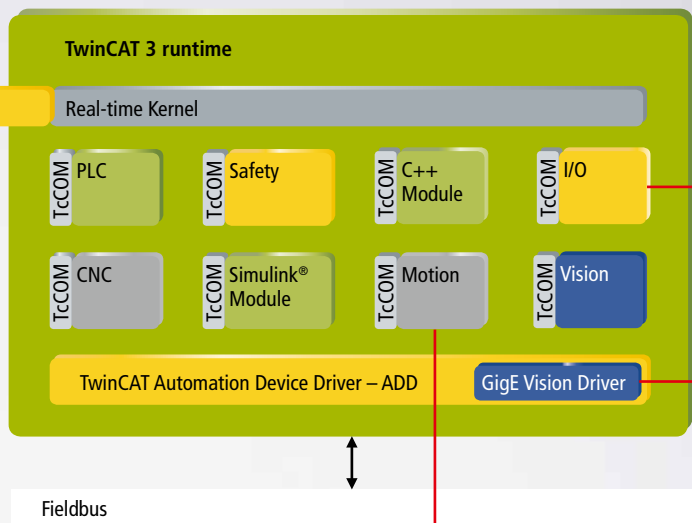 TwinCAT 3 runtime
Real-time Kernel
TcCOM
PLC
TcCOM
Safety
TcCOM
C++
Module
TcCOM
I/O
TcCOM
CNC
TcCOM
Simulink®
Module
TcCOM
Motion
TcCOM
Vision
TwinCAT Automation Device Driver – ADD
GigE Vision Driver
Fieldbus